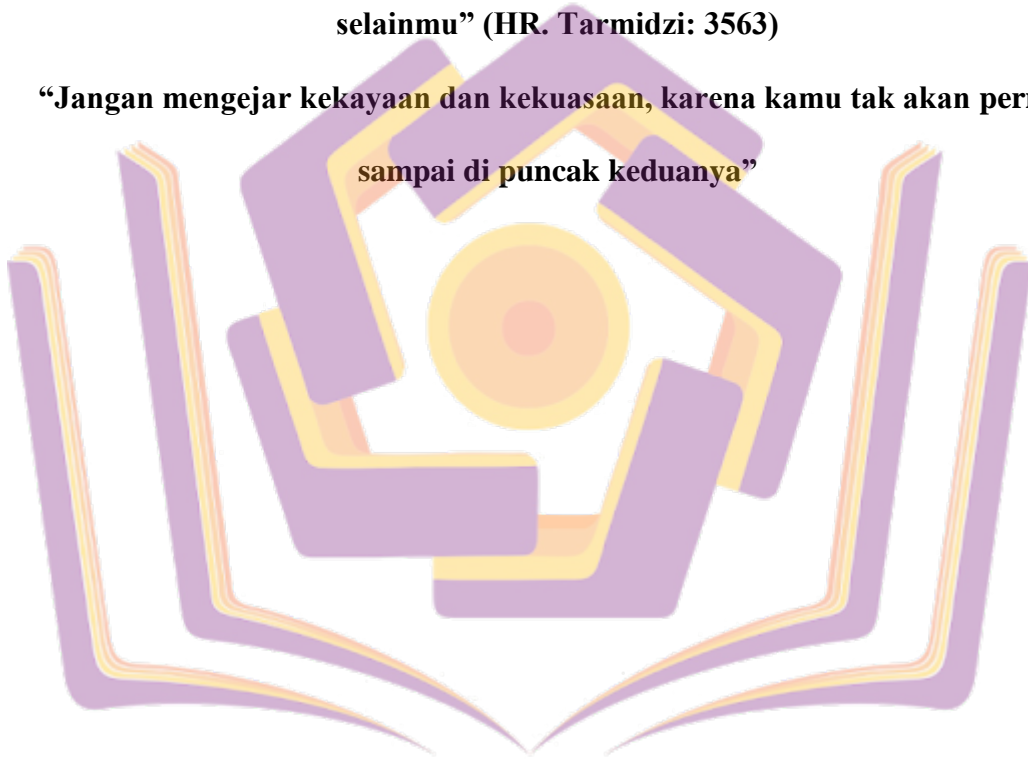 selainmu” (HR. Tarmidzi: 3563)
“Jangan mengejar kekayaan dan kekuasaan, karena kamu tak akan
sampai di puncak keduanya”